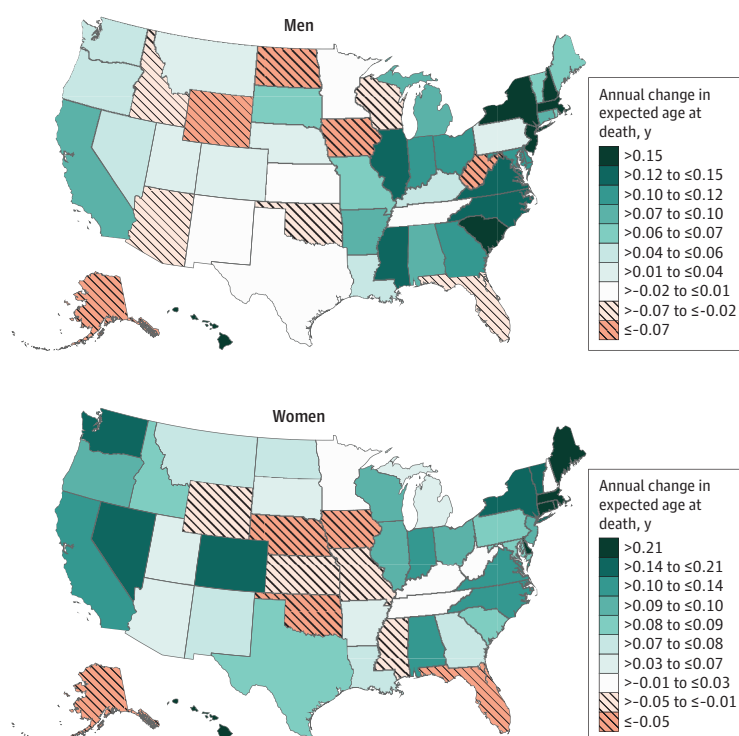 Men
Annual change in
expected age at
death, y
>0.15
>0.12 to ≤0.15
>0.10 to ≤0.12
>0.07 to ≤0.10
>0.06 to ≤0.07
>0.04 to ≤0.06
>0.01 to ≤0.04
>−0.02 to ≤0.01
>−0.07 to ≤−0.02
≤−0.07
Women
Annual change in
expected age at
death, y
>0.21
>0.14 to ≤0.21
>0.10 to ≤0.14
>0.09 to ≤0.10
>0.08 to ≤0.09
>0.07 to ≤0.08
>0.03 to ≤0.07
>−0.01 to ≤0.03
>−0.05 to ≤−0.01
≤−0.05